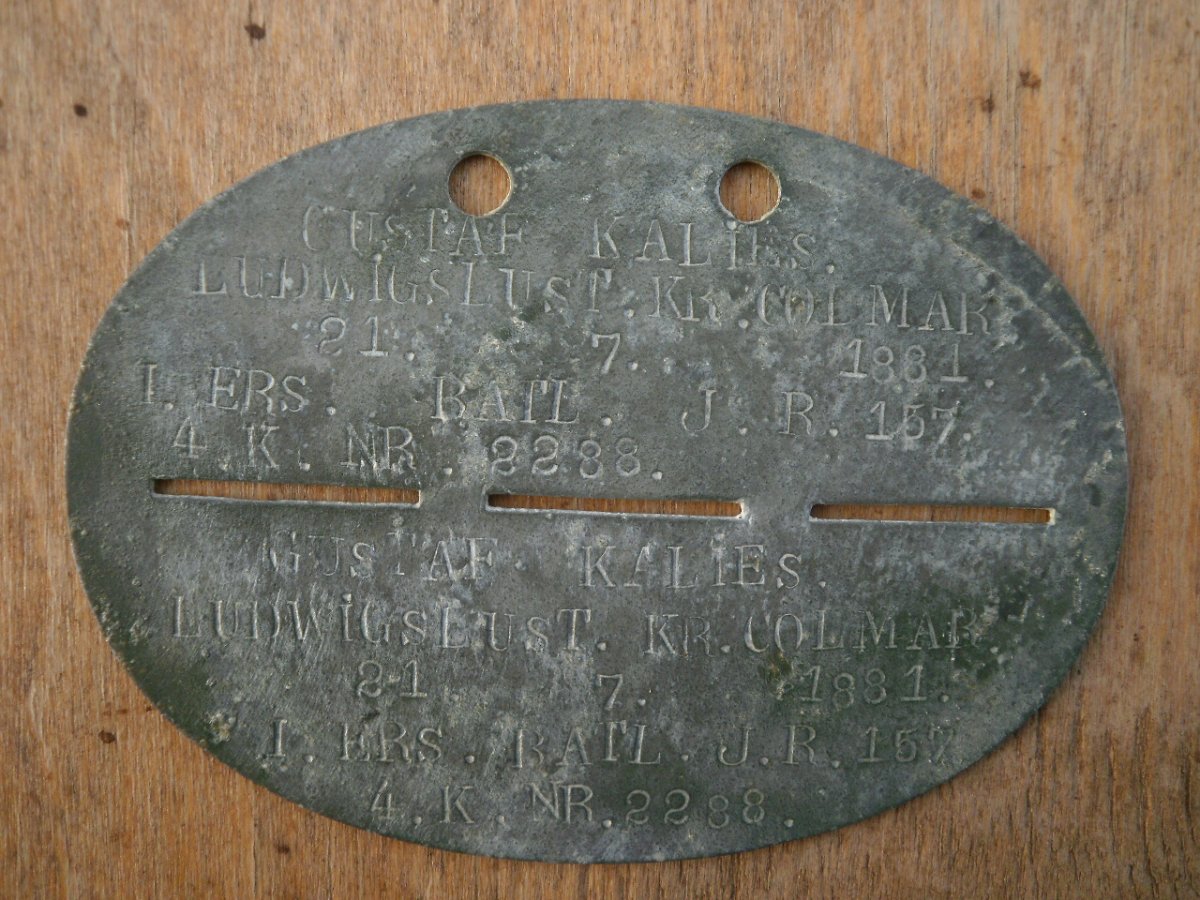 GUSTAF KALIES.
LUDWIGSLUST. KR. COLMAR
21. 7. 1881.
I. ERS. BATL. J. R. 157.
4. K. NR. 2288.
GUSTAF KALIES.
LUDWIGSLUST. KR. COLMAR
21 7. 1881.
I. ERS. BATL. J. R. 157
4. K. NR. 2288.